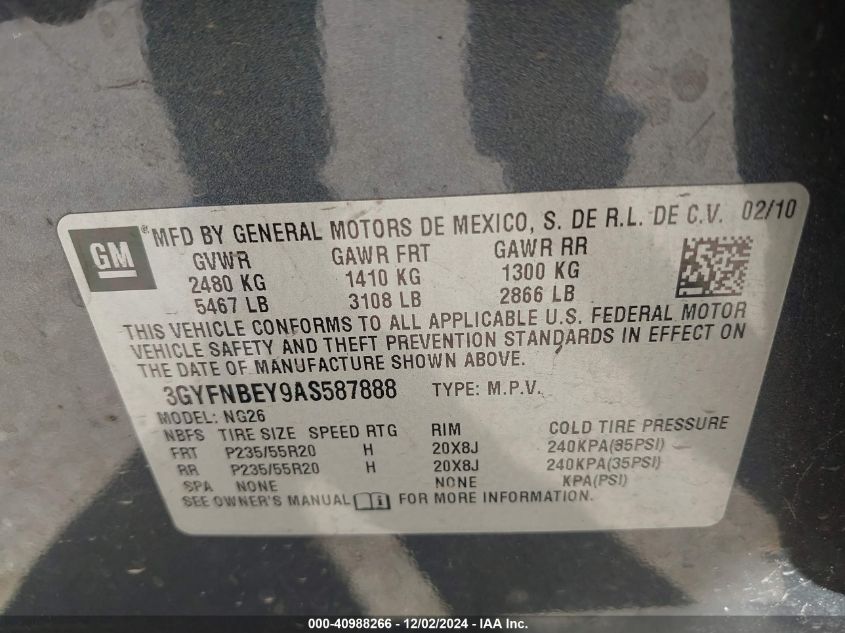 GM ® MFD BY GENERAL MOTORS DE MEXICO, S. DE R.L. DE C.V. 02/10
GVWR GAWR FRT GAWR RR
2480 KG 1410 KG 1300 KG
5467 LB 3108 LB 2866 LB
THIS VEHICLE CONFORMS TO ALL APPLICABLE U.S. FEDERAL MOTOR
VEHICLE SAFETY AND THEFT PREVENTION STANDARDS IN EFFECT ON
THE DATE OF MANUFACTURE SHOWN ABOVE.
3GYFNBEY9AS587888 TYPE: M.P.V.
MODEL: NG26
NBFS TIRE SIZE SPEED RTG RIM COLD TIRE PRESSURE
FRT P235/55R20 H 20X8J 240KPA(35PSI)
RR P235/55R20 H 20X8J 240KPA(35PSI)
SPA NONE NONE KPA(PSI)
SEE OWNER'S MANUAL i FOR MORE INFORMATION.
000-40988266 - 12/02/2024 - IAA Inc.